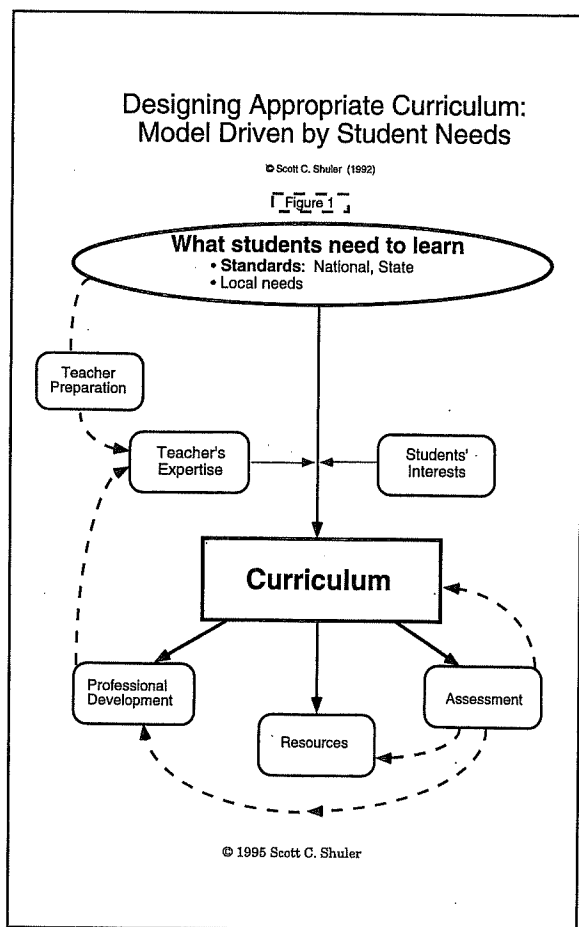 Designing Appropriate Curriculum:
Model Driven by Student Needs
© Scott C. Shuler (1992)
Figure 1
What students need to learn
• Standards: National, State
• Local needs
Teacher
Preparation
Teacher's
Expertise
Students'
Interests
Curriculum
Professional
Development
Resources
Assessment
© 1995 Scott C. Shuler